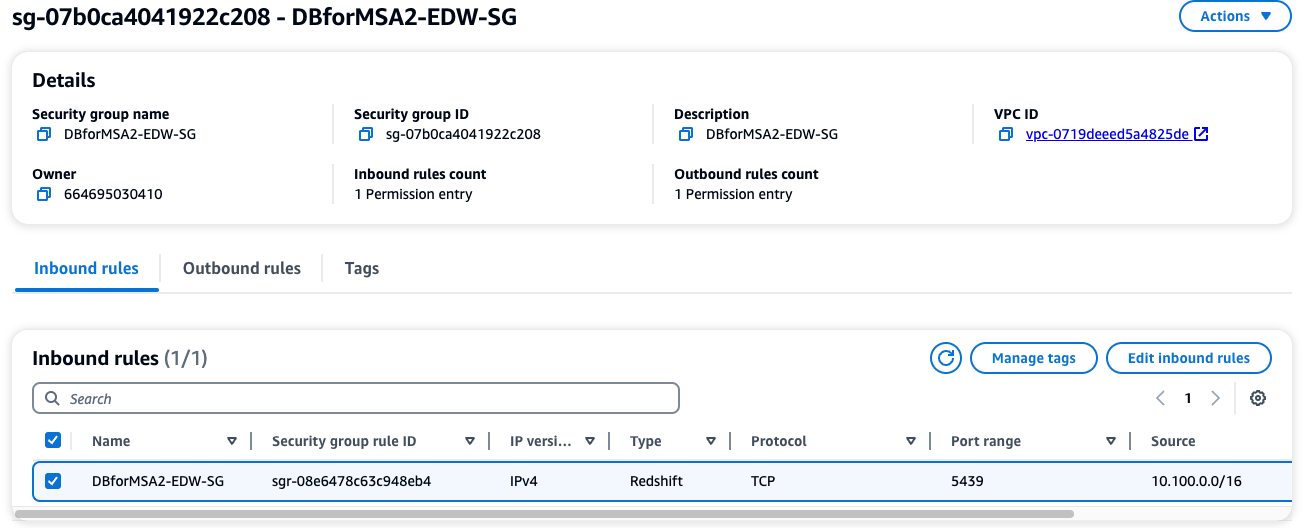 sg-07b0ca4041922c208 - DBforMSA2-EDW-SG
Actions
Details
Security group name
DBforMSA2-EDW-SG
Security group ID
sg-07b0ca4041922c208
Description
DBforMSA2-EDW-SG
VPC ID
vpc-0719deeed5a4825de
Owner
664695030410
Inbound rules count
1 Permission entry
Outbound rules count
1 Permission entry
Inbound rules
Outbound rules
Tags
Inbound rules (1/1)
Manage tags
Edit inbound rules
Search
1
Name
Security group rule ID
IP versi...
Type
Protocol
Port range
Source
DBforMSA2-EDW-SG
sgr-08e6478c63c948eb4
IPv4
Redshift
TCP
5439
10.100.0.0/16